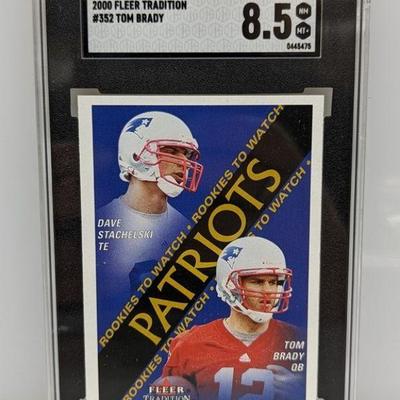 2000 FLEER TRADITION
#352 TOM BRADY
8.5
NM
MT+
0445475
DAVE
STACHELSKI
TE
ROOKIES TO WATCH • ROOKIES TO WATCH •
PATRIOTS
ROOKIES TO WATCH • ROOKIES TO WATCH •
TOM
BRADY
QB
12
FLEER
TRADITION